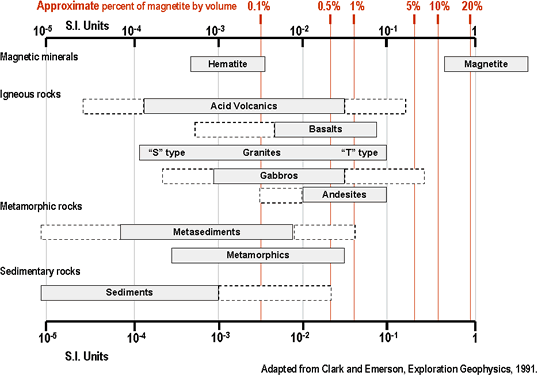 Approximate percent of magnetite by volume 0.1% 0.5% 1% 5% 10% 20%
S.I. Units
10⁻⁵ 10⁻⁴ 10⁻³ 10⁻² 10⁻¹ 1
Magnetic minerals
Hematite Magnetite
Igneous rocks
Acid Volcanics
Basalts
“S” type Granites “T” type
Gabbros
Andesites
Metamorphic rocks
Metasediments
Metamorphics
Sedimentary rocks
Sediments
10⁻⁵ 10⁻⁴ 10⁻³ 10⁻² 10⁻¹ 1
S.I. Units
Adapted from Clark and Emerson, Exploration Geophysics, 1991.